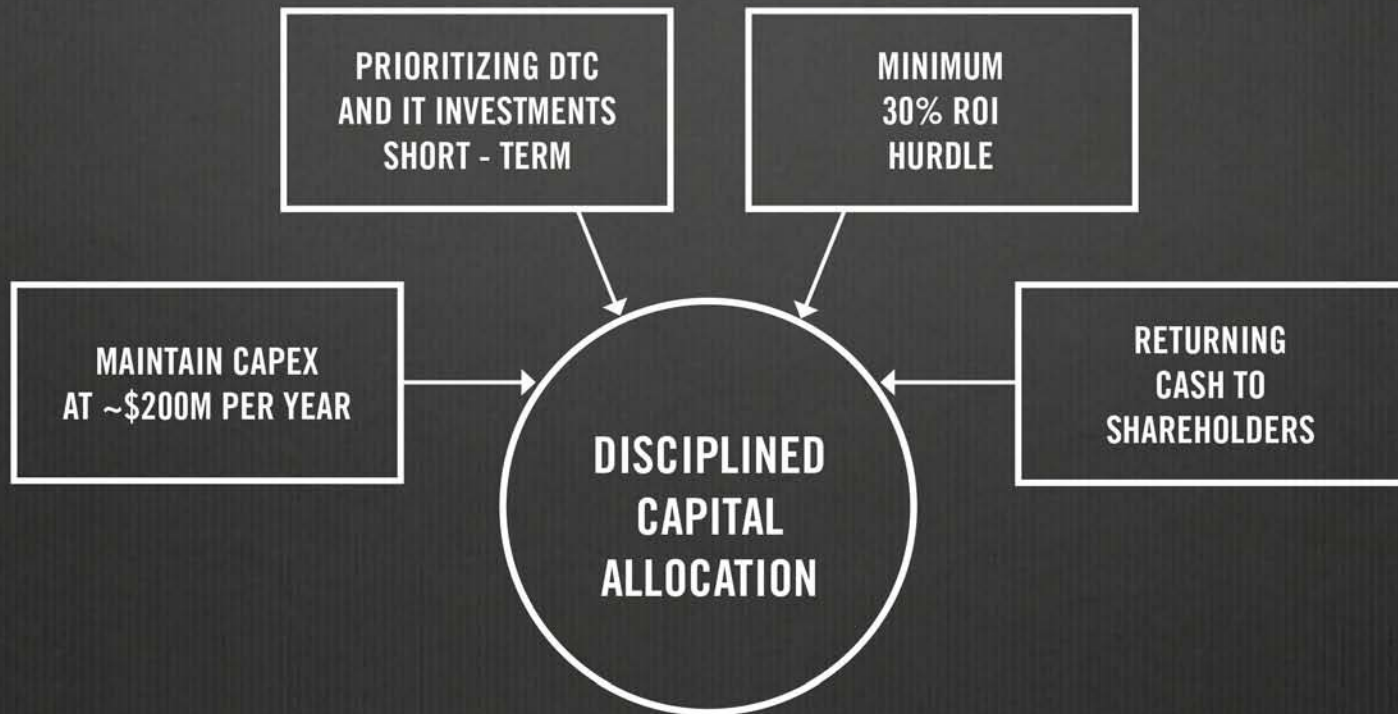 PRIORITIZING DTC
AND IT INVESTMENTS
SHORT - TERM
MINIMUM
30% ROI
HURDLE
MAINTAIN CAPEX
AT ~$200M PER YEAR
RETURNING
CASH TO
SHAREHOLDERS
DISCIPLINED
CAPITAL
ALLOCATION